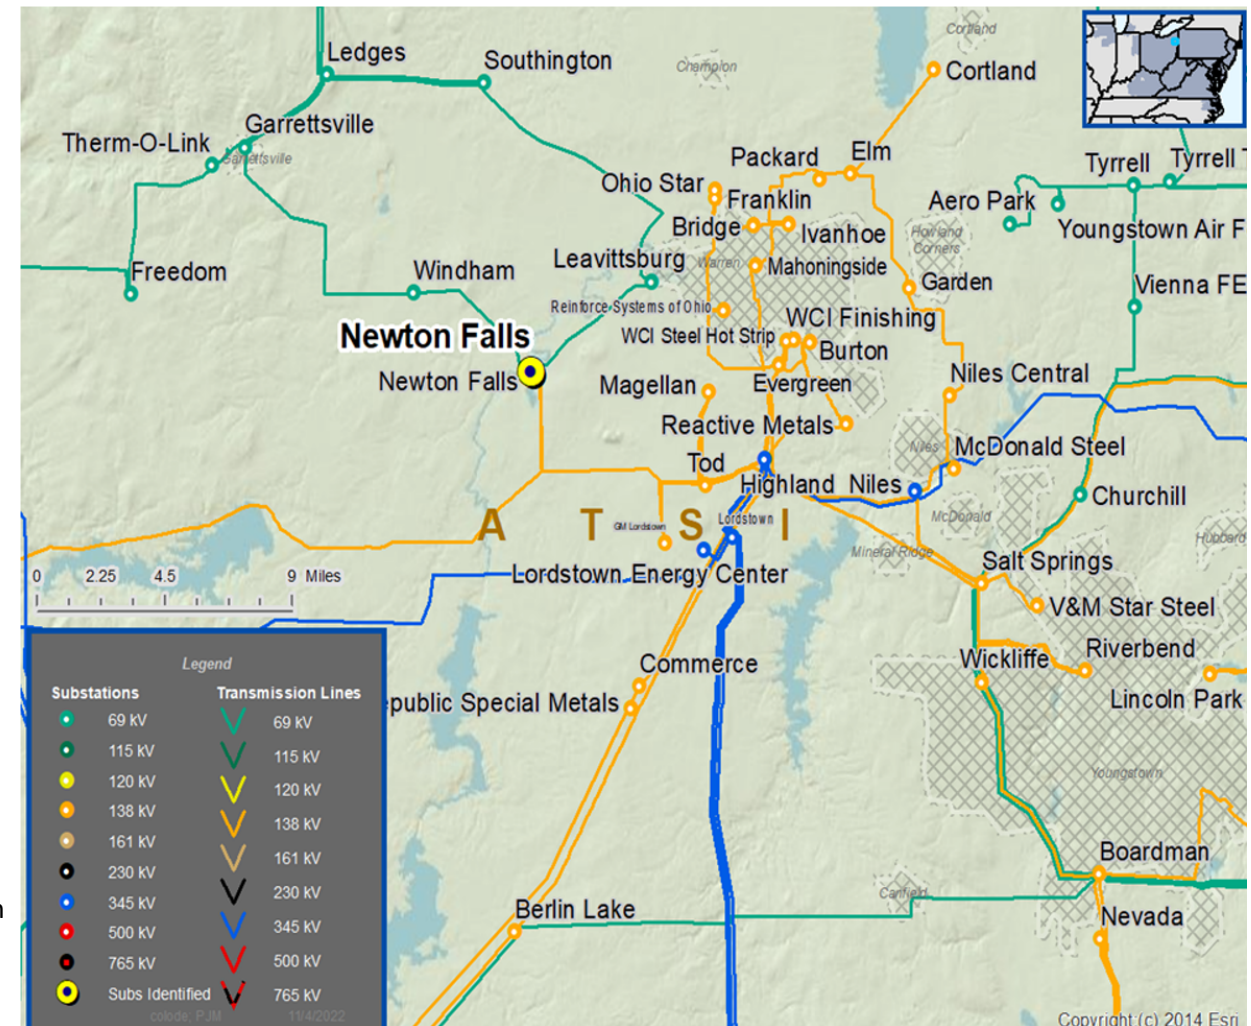 Cortland
Ledges
Southington
Champion
Cortland
Garrettsville
Therm-O-Link
Garrettsville
Packard
Elm
Tyrrell
Tyrrell T
Ohio Star
Franklin
Aero Park
Bridge
Ivanhoe
Howland
Corners
Youngstown Air F
Freedom
Windham
Leavittsburg
Warren
Mahoningside
Garden
Vienna FE
Reinforce Systems of Ohio
WCI Finishing
Newton Falls
WCI Steel Hot Strip
Burton
Newton Falls
Magellan
Evergreen
Niles Central
Reactive Metals
Niles
McDonald Steel
Tod
Highland
Niles
Churchill
A T S I
GM Lordstown
Lordstown
McDonald
Hubbard
Mineral Ridge
Salt Springs
0 2.25 4.5 9 Miles
Lordstown Energy Center
V&M Star Steel
Commerce
Wickliffe
Riverbend
epublic Special Metals
Lincoln Park
Legend
Substations
Transmission Lines
69 kV
69 kV
115 kV
115 kV
120 kV
120 kV
138 kV
138 kV
161 kV
161 kV
230 kV
230 kV
345 kV
345 kV
500 kV
500 kV
765 kV
765 kV
Subs Identified
colode; PJM
11/4/2022
Youngstown
Boardman
Canfield
Berlin Lake
Nevada
Copyright:(c) 2014 Esri
n